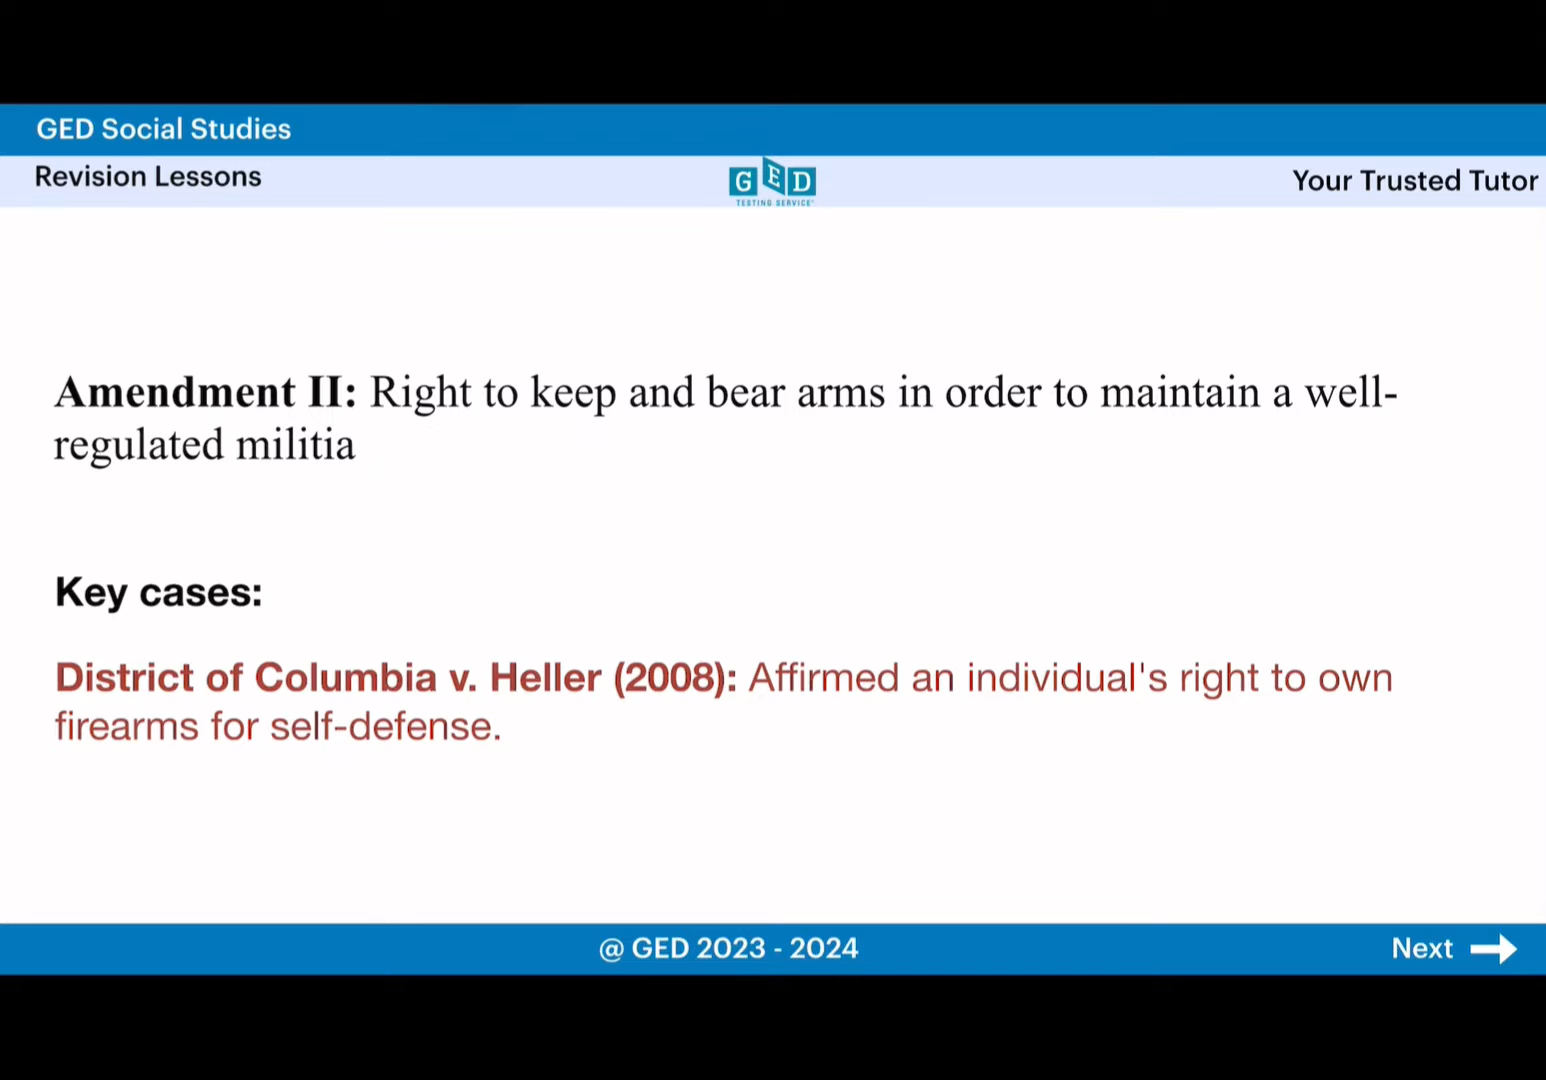 GED Social Studies
Revision Lessons
GED
TESTING SERVICE
Your Trusted Tutor
Amendment II: Right to keep and bear arms in order to maintain a well-
regulated militia
Key cases:
District of Columbia v. Heller (2008): Affirmed an individual's right to own
firearms for self-defense.
@ GED 2023 - 2024
Next